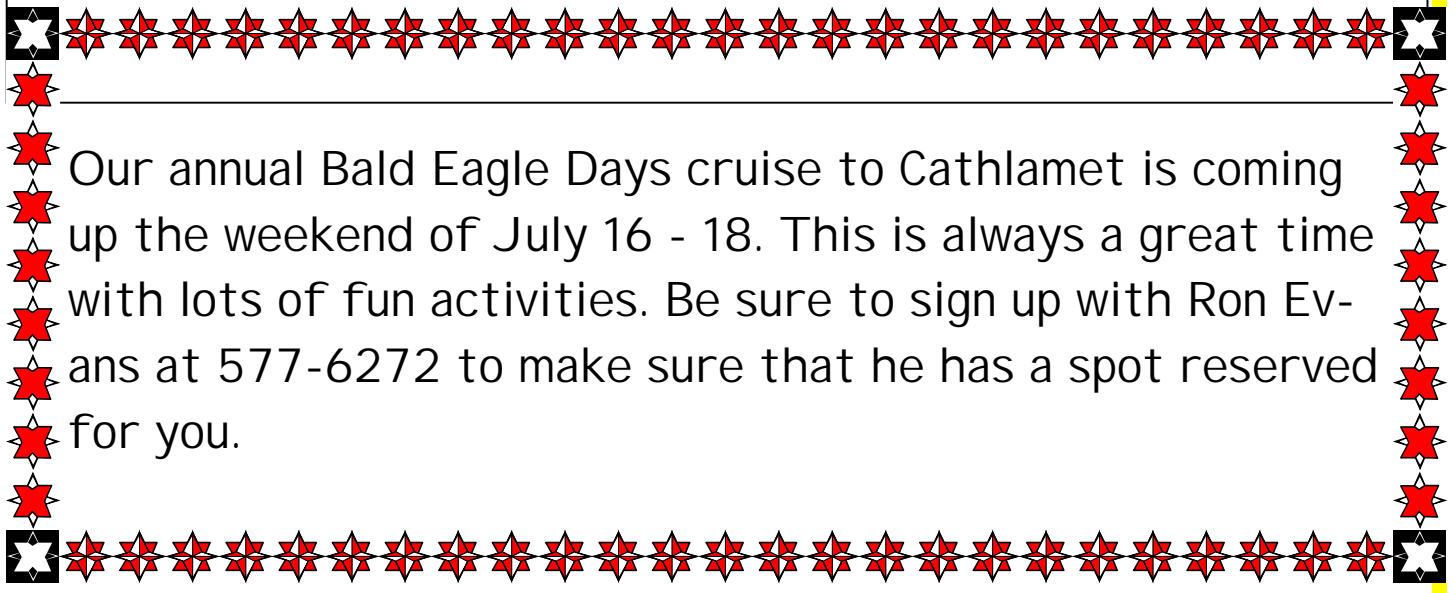 Our annual Bald Eagle Days cruise to Cathlamet is coming
up the weekend of July 16 - 18. This is always a great time
with lots of fun activities. Be sure to sign up with Ron Ev-
ans at 577-6272 to make sure that he has a spot reserved
for you.